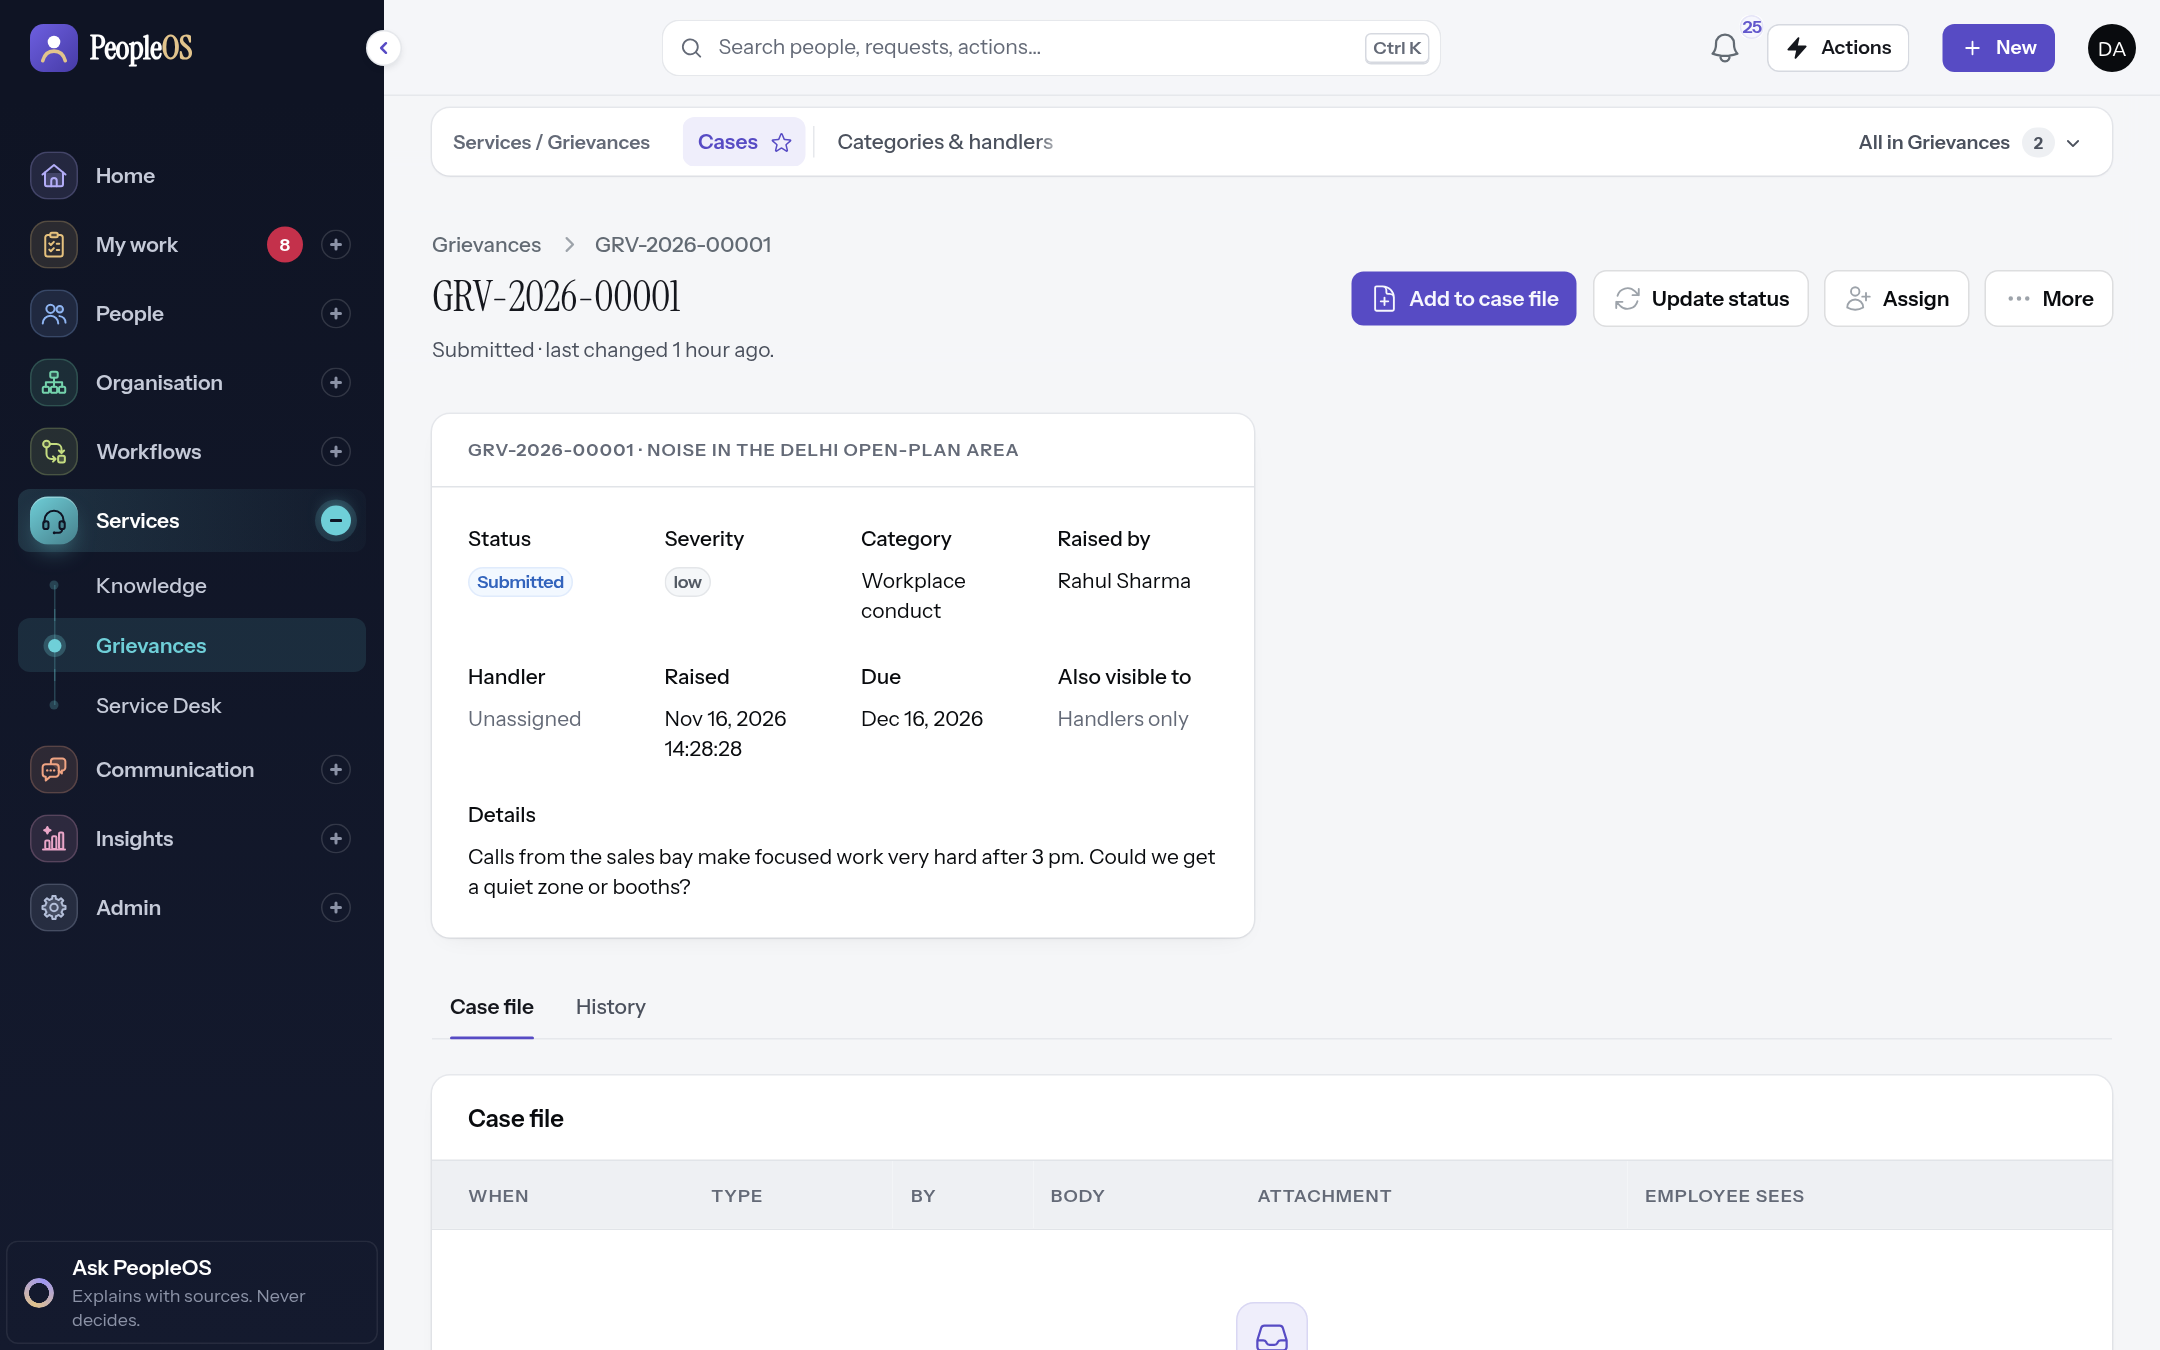 PeopleOS
Search people, requests, actions...
Ctrl K
25
Actions
New
DA
Home
My work
8
People
Organisation
Workflows
Services
Knowledge
Grievances
Service Desk
Communication
Insights
Admin
Ask PeopleOS
Explains with sources. Never
decides.
Services / Grievances
Cases
Categories & handlers
All in Grievances
2
Grievances
GRV-2026-00001
GRV-2026-00001
Submitted · last changed 1 hour ago.
Add to case file
Update status
Assign
More
GRV-2026-00001 · NOISE IN THE DELHI OPEN-PLAN AREA
Status
Severity
Category
Raised by
Submitted
low
Workplace
conduct
Rahul Sharma
Handler
Raised
Due
Also visible to
Unassigned
Nov 16, 2026
14:28:28
Dec 16, 2026
Handlers only
Details
Calls from the sales bay make focused work very hard after 3 pm. Could we get
a quiet zone or booths?
Case file
History
Case file
WHEN
TYPE
BY
BODY
ATTACHMENT
EMPLOYEE SEES